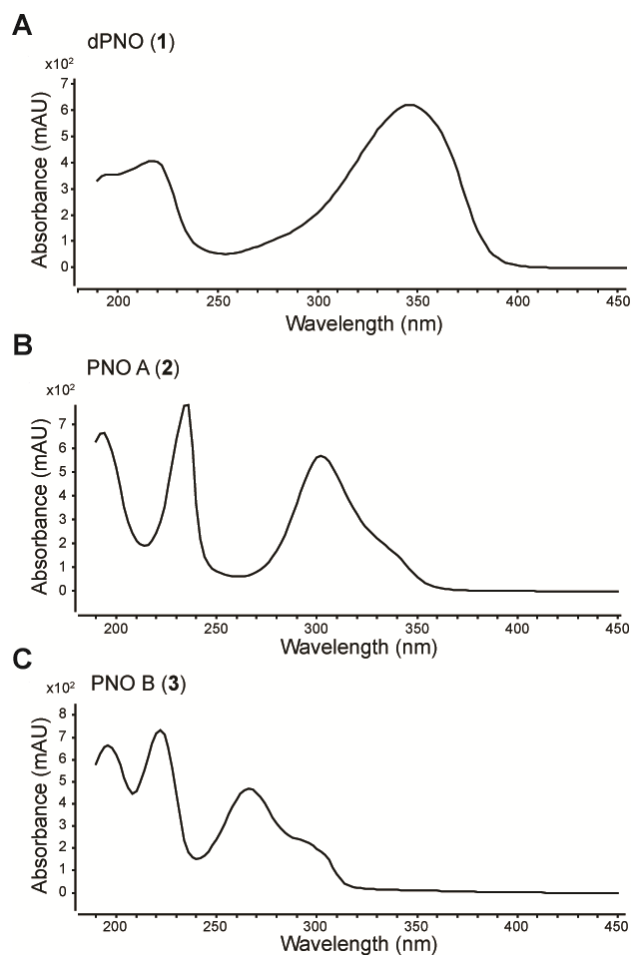 A
dPNO (1)
x10²
7
6
5
4
3
2
1
0
Absorbance (mAU)
200 250 300 350 400 450
Wavelength (nm)
B
PNO A (2)
x10²
7
6
5
4
3
2
1
0
Absorbance (mAU)
200 250 300 350 400 450
Wavelength (nm)
C
PNO B (3)
x10²
8
7
6
5
4
3
2
1
0
Absorbance (mAU)
200 250 300 350 400 450
Wavelength (nm)